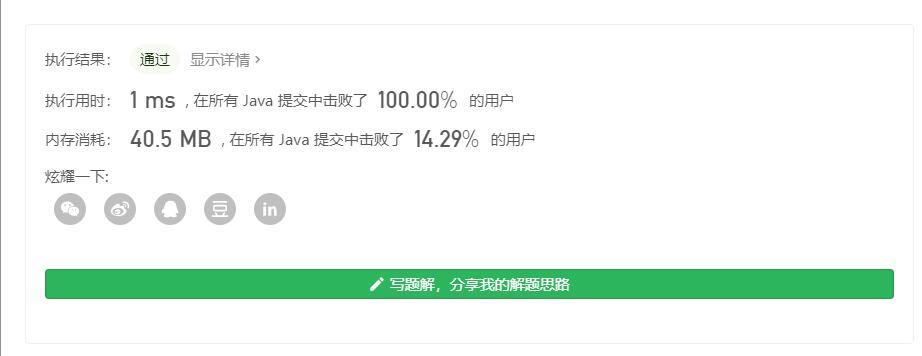 执行结果： 通过 显示详情 >
执行用时： 1 ms , 在所有 Java 提交中击败了 100.00% 的用户
内存消耗： 40.5 MB , 在所有 Java 提交中击败了 14.29% 的用户
炫耀一下:
豆 in
写题解，分享我的解题思路